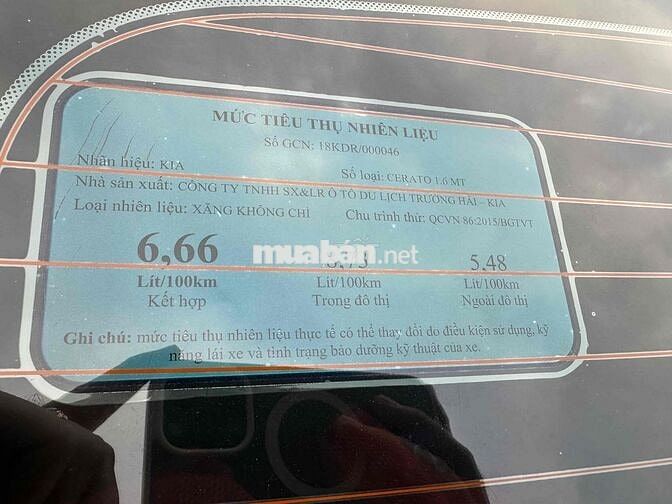 MỨC TIÊU THỤ NHIÊN LIỆU
Số GCN: 18KDR/000046
Nhãn hiệu: KIA Số loại: CERATO 1.6 MT
Nhà sản xuất: CÔNG TY TNHH SX&LR Ô TÔ DU LỊCH TRƯỜNG HẢI – KIA
Loại nhiên liệu: XĂNG KHÔNG CHÌ Chu trình thử: QCVN 86:2015/BGTVT
6,66 5,48
muaban.net
Lít/100km Lít/100km Lít/100km
Kết hợp Trong đô thị Ngoài đô thị
Ghi chú: mức tiêu thụ nhiên liệu thực tế có thể thay đổi do điều kiện sử dụng, kỹ
năng lái xe và tình trạng bảo dưỡng kỹ thuật của xe.